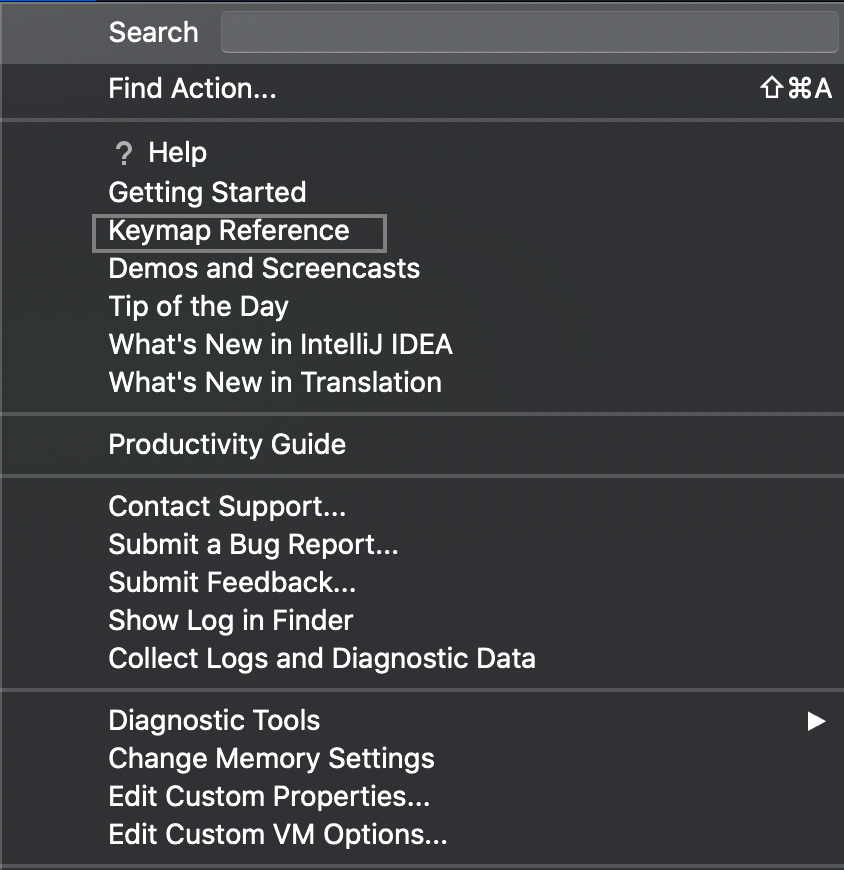 Search
Find Action... ⇧⌘A
? Help
Getting Started
Keymap Reference
Demos and Screencasts
Tip of the Day
What's New in IntelliJ IDEA
What's New in Translation
Productivity Guide
Contact Support...
Submit a Bug Report...
Submit Feedback...
Show Log in Finder
Collect Logs and Diagnostic Data
Diagnostic Tools
Change Memory Settings
Edit Custom Properties...
Edit Custom VM Options...